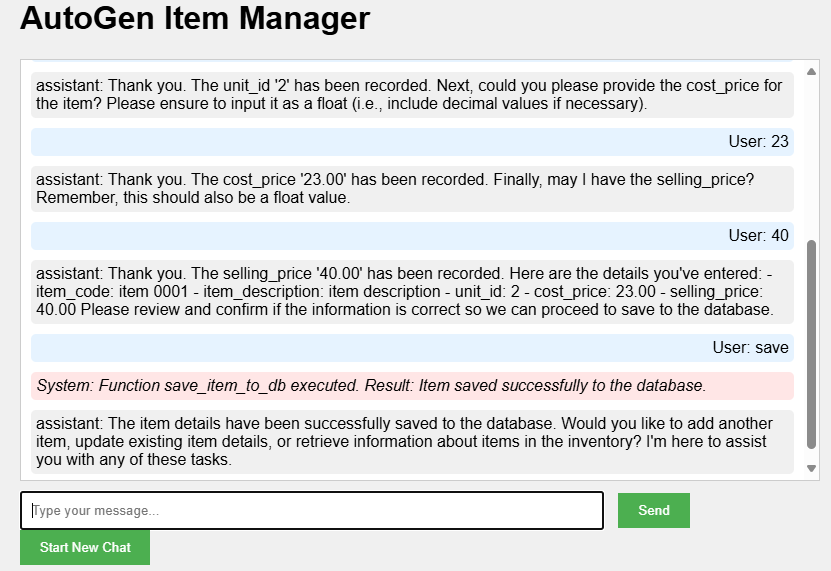 AutoGen Item Manager
assistant: Thank you. The unit_id '2' has been recorded. Next, could you please provide the cost_price for
the item? Please ensure to input it as a float (i.e., include decimal values if necessary).
User: 23
assistant: Thank you. The cost_price '23.00' has been recorded. Finally, may I have the selling_price?
Remember, this should also be a float value.
User: 40
assistant: Thank you. The selling_price '40.00' has been recorded. Here are the details you've entered: -
item_code: item 0001 - item_description: item description - unit_id: 2 - cost_price: 23.00 - selling_price:
40.00 Please review and confirm if the information is correct so we can proceed to save to the database.
User: save
System: Function save_item_to_db executed. Result: Item saved successfully to the database.
assistant: The item details have been successfully saved to the database. Would you like to add another
item, update existing item details, or retrieve information about items in the inventory? I'm here to assist
you with any of these tasks.
Type your message...
Send
Start New Chat